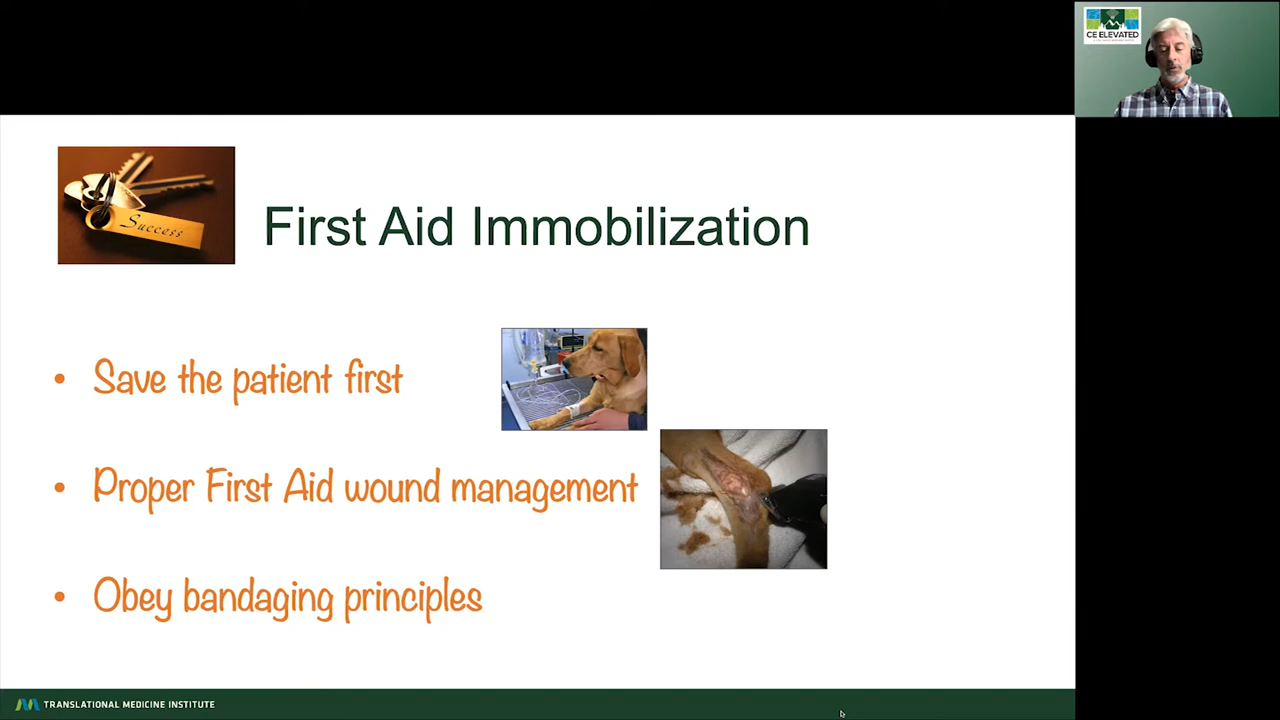 CE ELEVATED
Success
First Aid Immobilization
• Save the patient first
• Proper First Aid wound management
• Obey bandaging principles
TRANSLATIONAL MEDICINE INSTITUTE